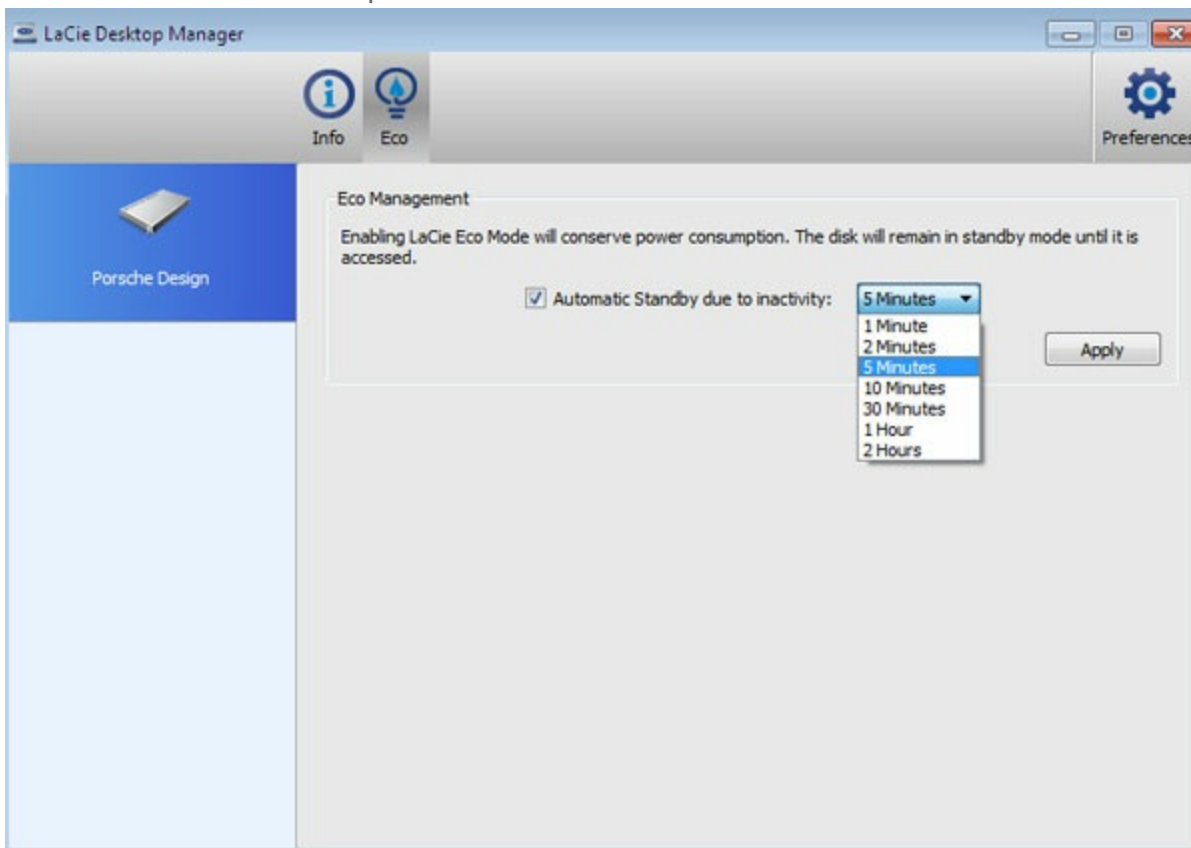 LaCie Desktop Manager
Info
Eco
Preferences
Porsche Design
Eco Management
Enabling LaCie Eco Mode will conserve power consumption. The disk will remain in standby mode until it is
accessed.
Automatic Standby due to inactivity: 5 Minutes
1 Minute
2 Minutes
5 Minutes
10 Minutes
30 Minutes
1 Hour
2 Hours
Apply